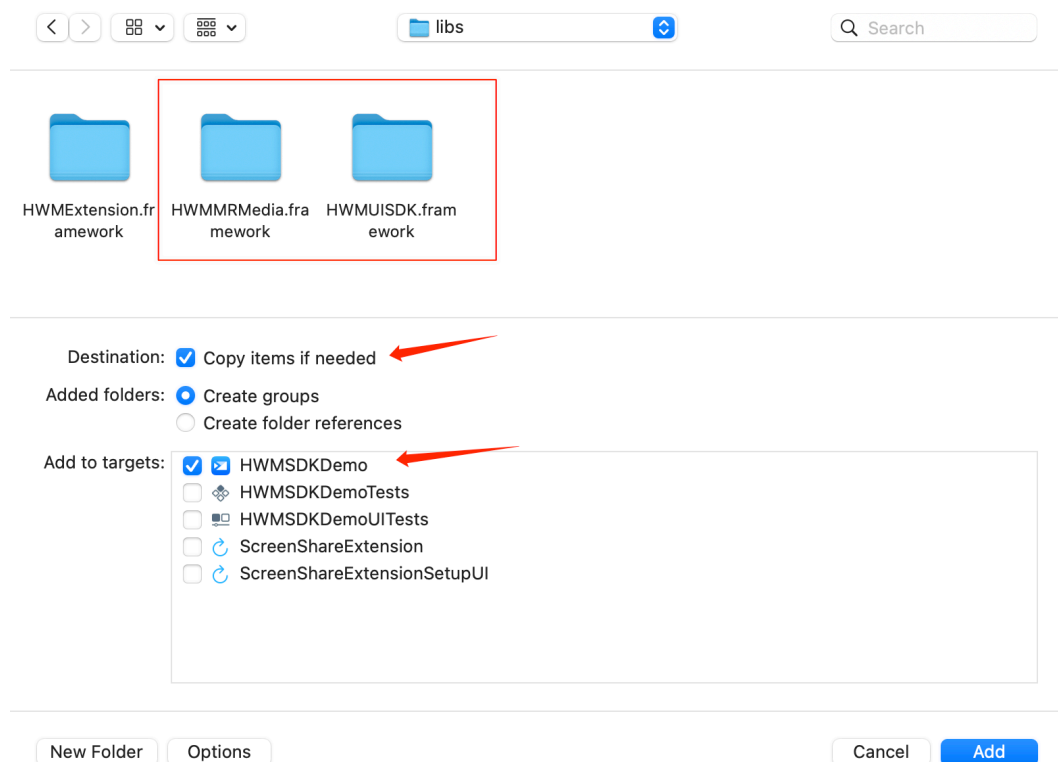 libs
Search
HWMExtension.fr
amework
HWMMRMedia.fra
mework
HWMUISDK.fram
ework
Destination:
Copy items if needed
Added folders:
Create groups
Create folder references
Add to targets:
HWMSDKDemo
HWMSDKDemoTests
HWMSDKDemoUITests
ScreenShareExtension
ScreenShareExtensionSetupUI
New Folder
Options
Cancel
Add